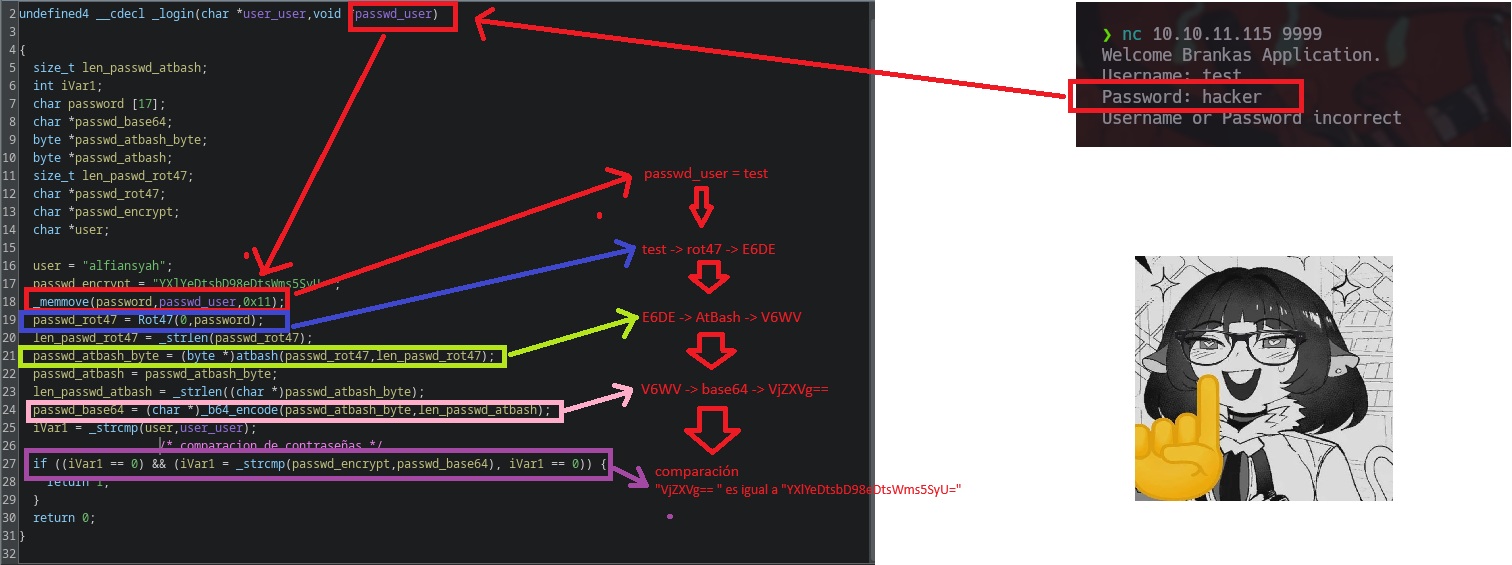 2 undefined4 __cdecl _login(char *user_user,void *passwd_user)
3
4 {
5 size_t len_passwd_atbash;
6 int iVar1;
7 char password [17];
8 char *passwd_base64;
9 byte *passwd_atbash_byte;
10 byte *passwd_atbash;
11 size_t len_paswd_rot47;
12 char *passwd_rot47;
13 char *passwd_encrypt;
14 char *user;
15
16 user = "alfiansyah";
17 passwd_encrypt = "YXlYeDtsbD98eDtsWms5SyU=";
18 _memmove(password,passwd_user,0x11);
19 passwd_rot47 = Rot47(0,password);
20 len_paswd_rot47 = _strlen(passwd_rot47);
21 passwd_atbash_byte = (byte *)atbash(passwd_rot47,len_paswd_rot47);
22 passwd_atbash = passwd_atbash_byte;
23 len_passwd_atbash = _strlen((char *)passwd_atbash_byte);
24 passwd_base64 = (char *)_b64_encode(passwd_atbash_byte,len_passwd_atbash);
25 iVar1 = _strcmp(user,user_user);
26 /* comparacion de contraseñas */
27 if ((iVar1 == 0) && (iVar1 = _strcmp(passwd_encrypt,passwd_base64), iVar1 == 0)) {
28 return 1;
29 }
30 return 0;
31 }
32
passwd_user = test
test -> rot47 -> E6DE
E6DE -> AtBash -> V6WV
V6WV -> base64 -> VjZXVg==
comparación
"VjZXVg== " es igual a "YXlYeDtsbD98eDtsWms5SyU="
❯ nc 10.10.11.115 9999
Welcome Brankas Application.
Username: test
Password: hacker
Username or Password incorrect